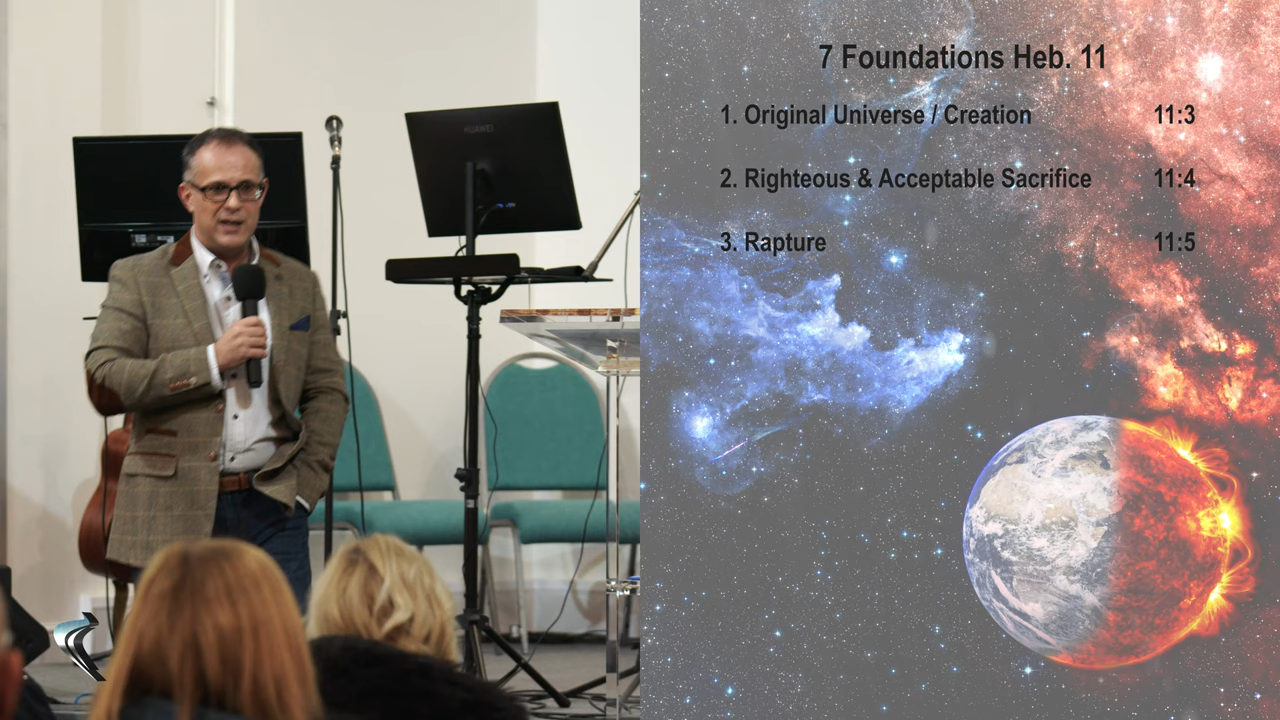 HUAWEI
7 Foundations Heb. 11
1. Original Universe / Creation 11:3
2. Righteous & Acceptable Sacrifice 11:4
3. Rapture 11:5